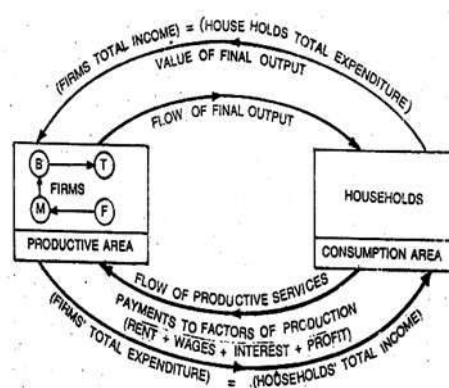 (FIRMS TOTAL INCOME) = (HOUSE HOLDS TOTAL EXPENDITURE)
VALUE OF FINAL OUTPUT
FLOW OF FINAL OUTPUT
B
T
FIRMS
M
F
PRODUCTIVE AREA
HOUSEHOLDS
CONSUMPTION AREA
FLOW OF PRODUCTIVE SERVICES
PAYMENTS TO FACTORS OF PRODUCTION
(RENT + WAGES + INTEREST + PROFIT)
(FIRMS' TOTAL EXPENDITURE) = (HOUSEHOLDS' TOTAL INCOME)